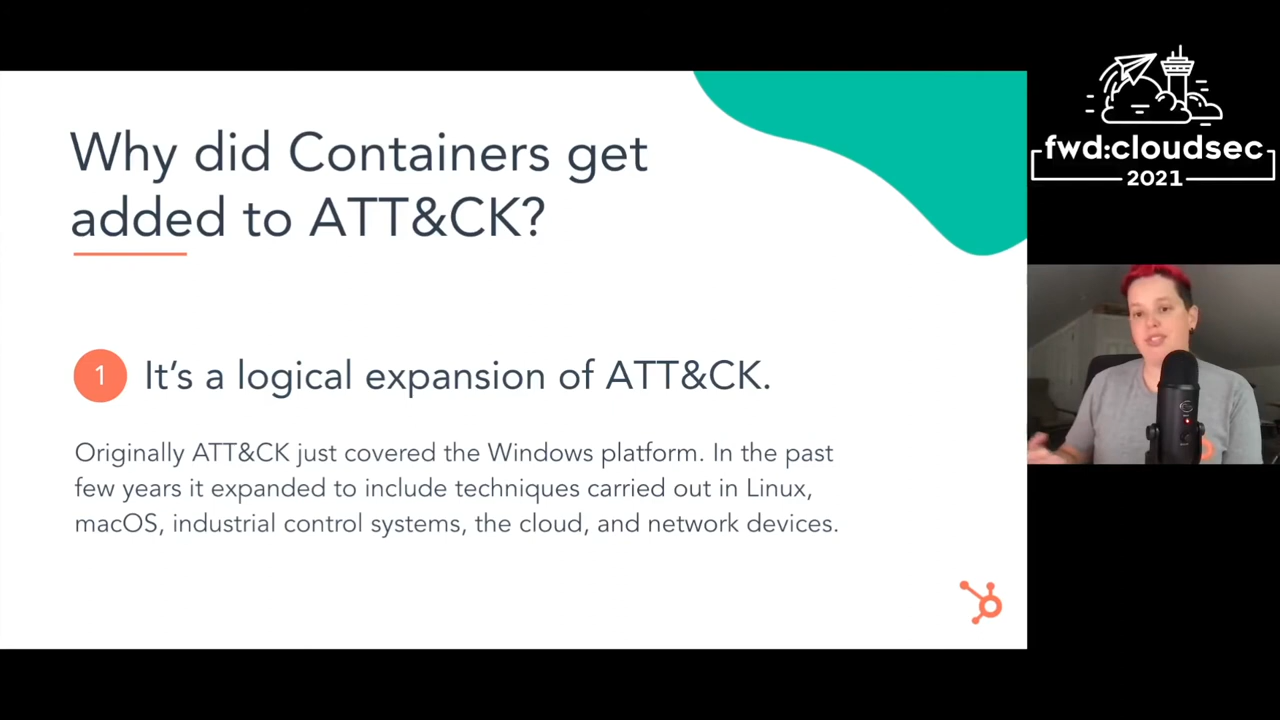 Why did Containers get
added to ATT&CK?
1 It’s a logical expansion of ATT&CK.
Originally ATT&CK just covered the Windows platform. In the past
few years it expanded to include techniques carried out in Linux,
macOS, industrial control systems, the cloud, and network devices.
fwd:cloudsec
2021